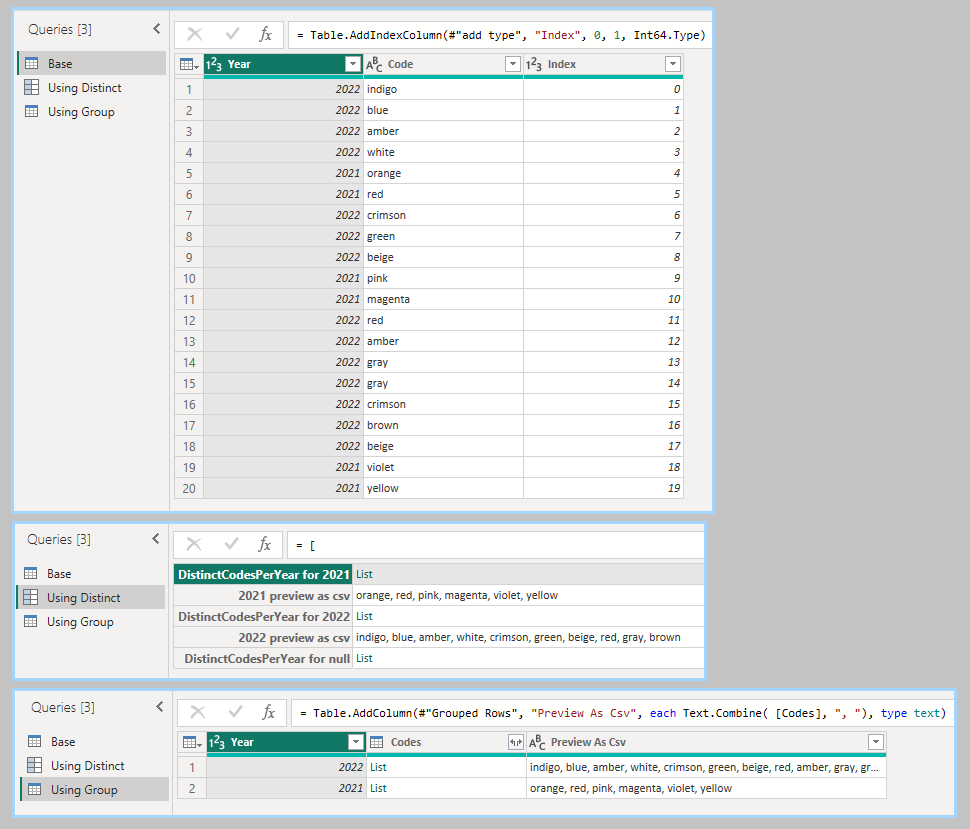 Queries [3]
fx = Table.AddIndexColumn(#"add type", "Index", 0, 1, Int64.Type)
Base
Using Distinct
Using Group
1²3 Year ABC Code 1²3 Index
1 2022 indigo 0
2 2022 blue 1
3 2022 amber 2
4 2022 white 3
5 2021 orange 4
6 2021 red 5
7 2022 crimson 6
8 2022 green 7
9 2022 beige 8
10 2021 pink 9
11 2021 magenta 10
12 2022 red 11
13 2022 amber 12
14 2022 gray 13
15 2022 gray 14
16 2022 crimson 15
17 2022 brown 16
18 2022 beige 17
19 2021 violet 18
20 2021 yellow 19
Queries [3]
fx = [
Base
Using Distinct
Using Group
DistinctCodesPerYear for 2021 List
2021 preview as csv orange, red, pink, magenta, violet, yellow
DistinctCodesPerYear for 2022 List
2022 preview as csv indigo, blue, amber, white, crimson, green, beige, red, gray, brown
DistinctCodesPerYear for null List
Queries [3]
fx = Table.AddColumn(#"Grouped Rows", "Preview As Csv", each Text.Combine( [Codes], ", "), type text)
Base
Using Distinct
Using Group
1²3 Year Codes ABC Preview As Csv
1 2022 List indigo, blue, amber, white, crimson, green, beige, red, amber, gray, gr...
2 2021 List orange, red, pink, magenta, violet, yellow